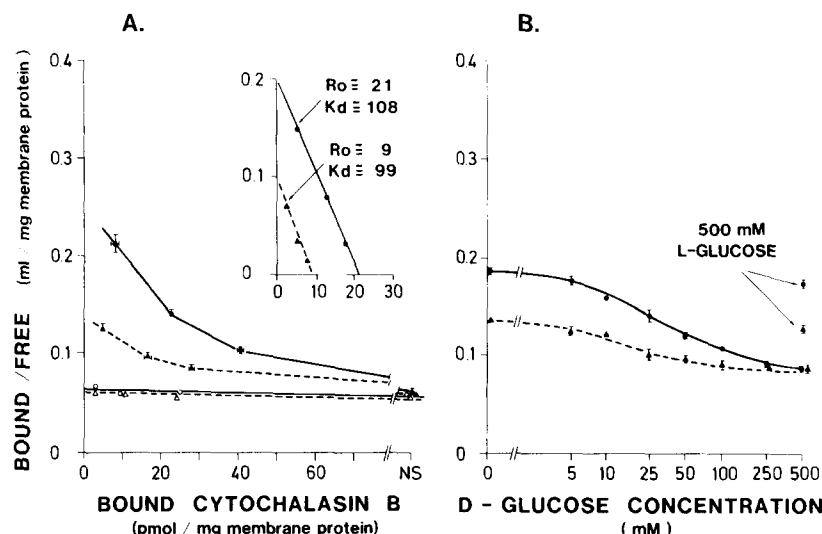 A.
BOUND / FREE (ml / mg membrane protein)
0.4
0.3
0.2
0.1
0
0 20 40 60 NS
BOUND CYTOCHALASIN B
(pmol / mg membrane protein)
0.2
0.1
0
0 10 20 30
Ro ≅ 21
Kd ≅ 108
Ro ≅ 9
Kd ≅ 99
B.
0.4
0.3
0.2
0.1
0
500 mM
L-GLUCOSE
0 5 10 25 50 100 250 500
D - GLUCOSE CONCENTRATION
(mM)